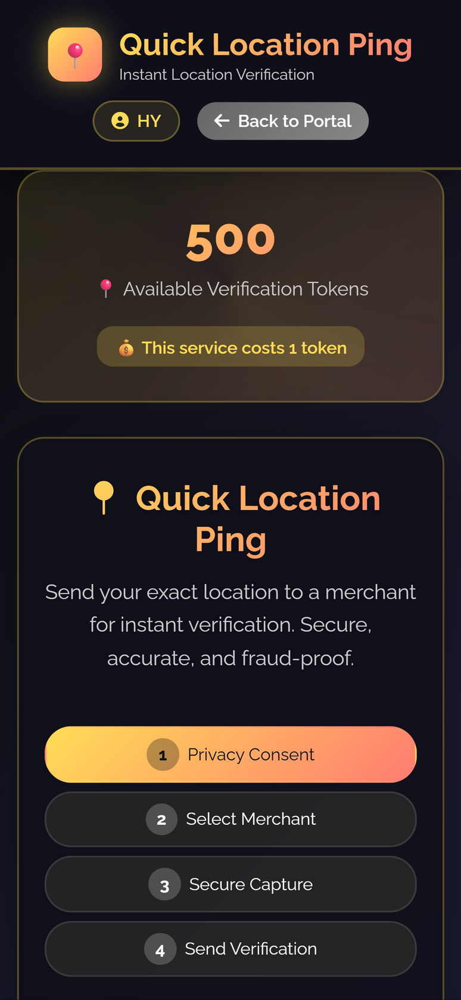 Quick Location Ping
Instant Location Verification
HY
Back to Portal
500
Available Verification Tokens
This service costs 1 token
Quick Location
Ping
Send your exact location to a merchant
for instant verification. Secure,
accurate, and fraud-proof.
1 Privacy Consent
2 Select Merchant
3 Secure Capture
4 Send Verification